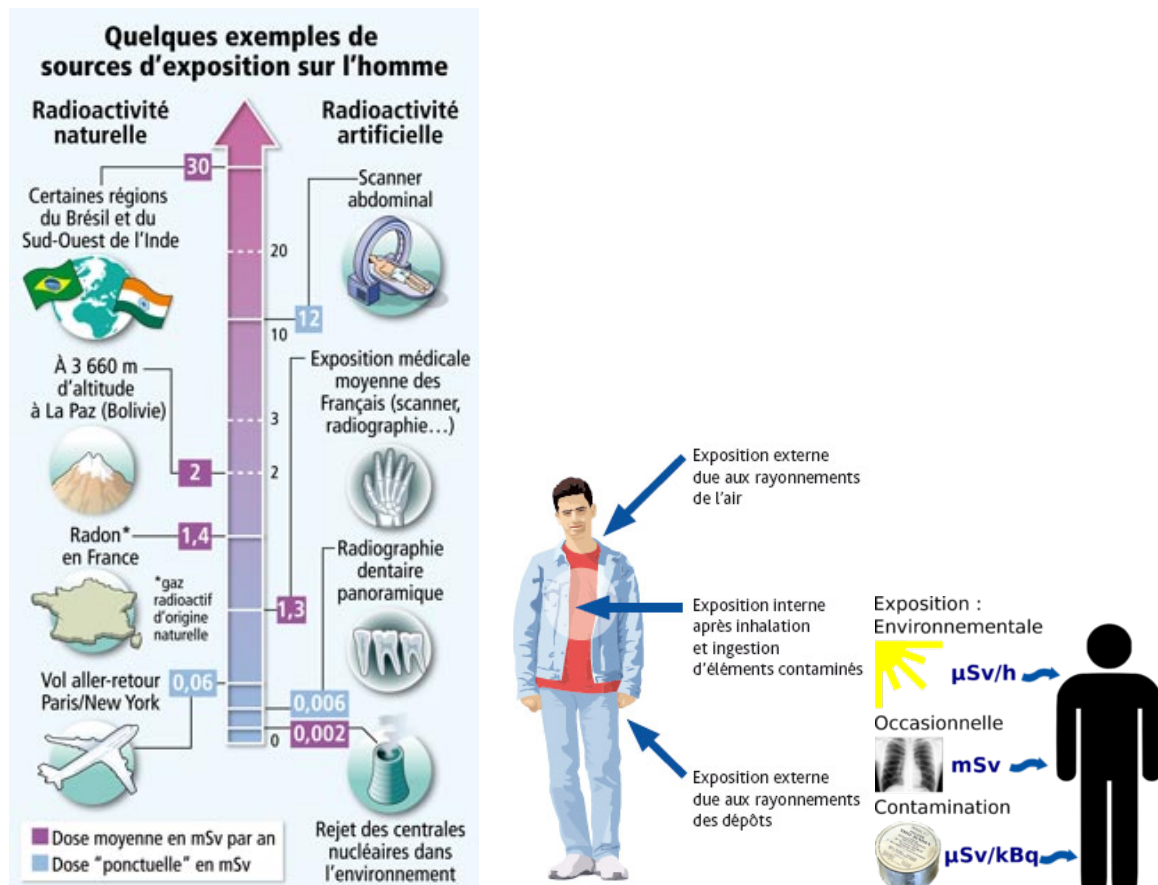 Quelques exemples de
sources d'exposition sur l'homme
Radioactivité
naturelle
Radioactivité
artificielle
30
Certaines régions
du Brésil et du
Sud-Ouest de l'Inde
Scanner
abdominal
20
12
10
À 3 660 m
d'altitude
à La Paz (Bolivie)
Exposition médicale
moyenne des
Français (scanner,
radiographie...)
3
2
2
Radon*
en France
1,4
*gaz
radioactif
d'origine
naturelle
1,3
Radiographie
dentaire
panoramique
Vol aller-retour
Paris/New York
0,06
0,006
0,002
0
Rejet des centrales
nucléaires dans
l'environnement
Dose moyenne en mSv par an
Dose "ponctuelle" en mSv
Exposition externe
due aux rayonnements
de l'air
Exposition interne
après inhalation
et ingestion
d'éléments contaminés
Exposition externe
due aux rayonnements
des dépôts
Exposition :
Environnementale
µSv/h
Occasionnelle
mSv
Contamination
µSv/kBq